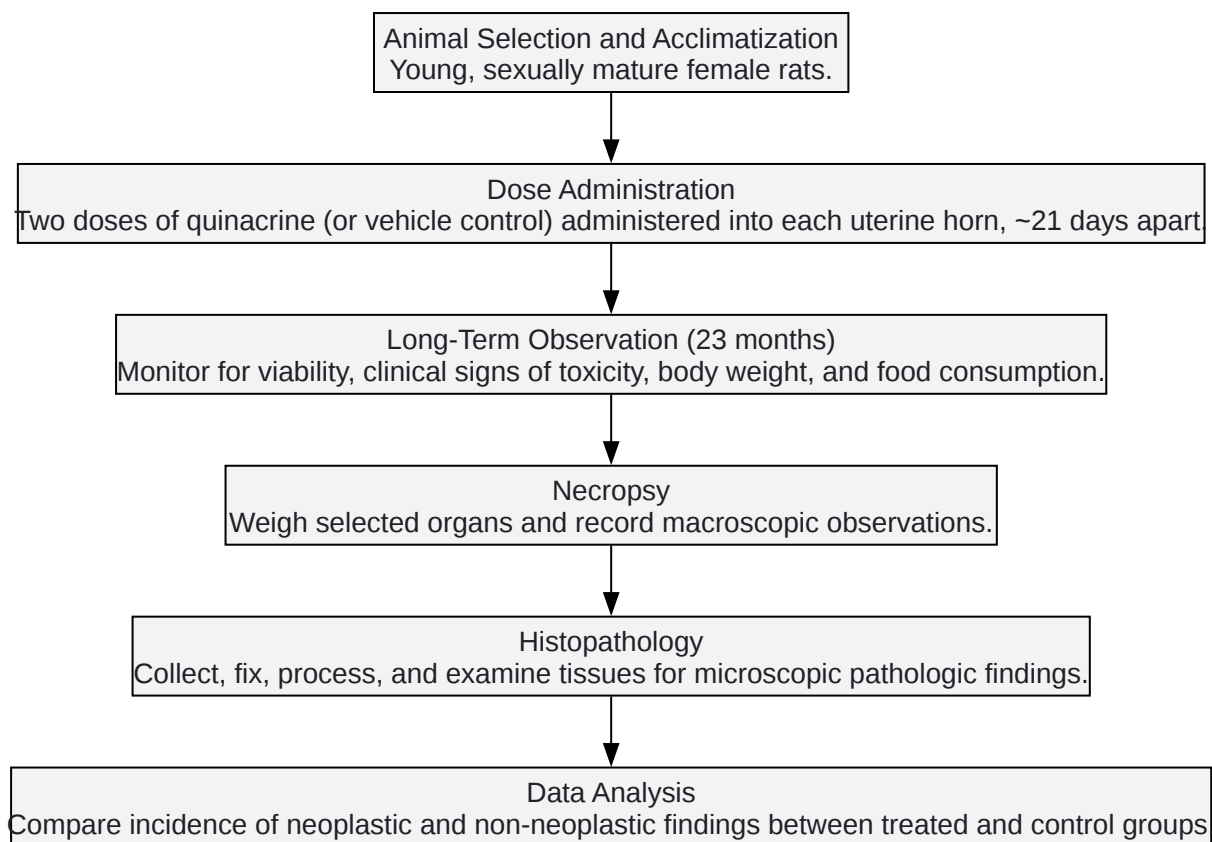 Animal Selection and Acclimatization
Young, sexually mature female rats.
Dose Administration
Two doses of quinacrine (or vehicle control) administered into each uterine horn, ~21 days apart.
Long-Term Observation (23 months)
Monitor for viability, clinical signs of toxicity, body weight, and food consumption.
Necropsy
Weigh selected organs and record macroscopic observations.
Histopathology
Collect, fix, process, and examine tissues for microscopic pathologic findings.
Data Analysis
Compare incidence of neoplastic and non-neoplastic findings between treated and control groups